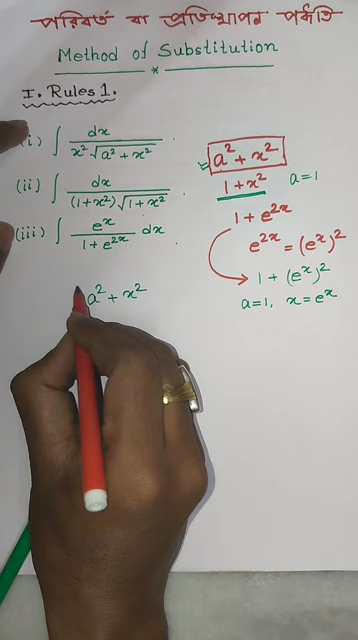 পরিবর্ত বা প্রতিস্থাপন পদ্ধতি
Method of Substitution
I. Rules 1.
(i) ∫ dx / x²√(a² + x²)
(ii) ∫ dx / (1+x²)√(1+x²)
(iii) ∫ eˣ / (1 + e²ˣ) dx
a² + x²
a² + x²
1 + x² a = 1
1 + e²ˣ
e²ˣ = (eˣ)²
1 + (eˣ)²
a = 1, x = eˣ